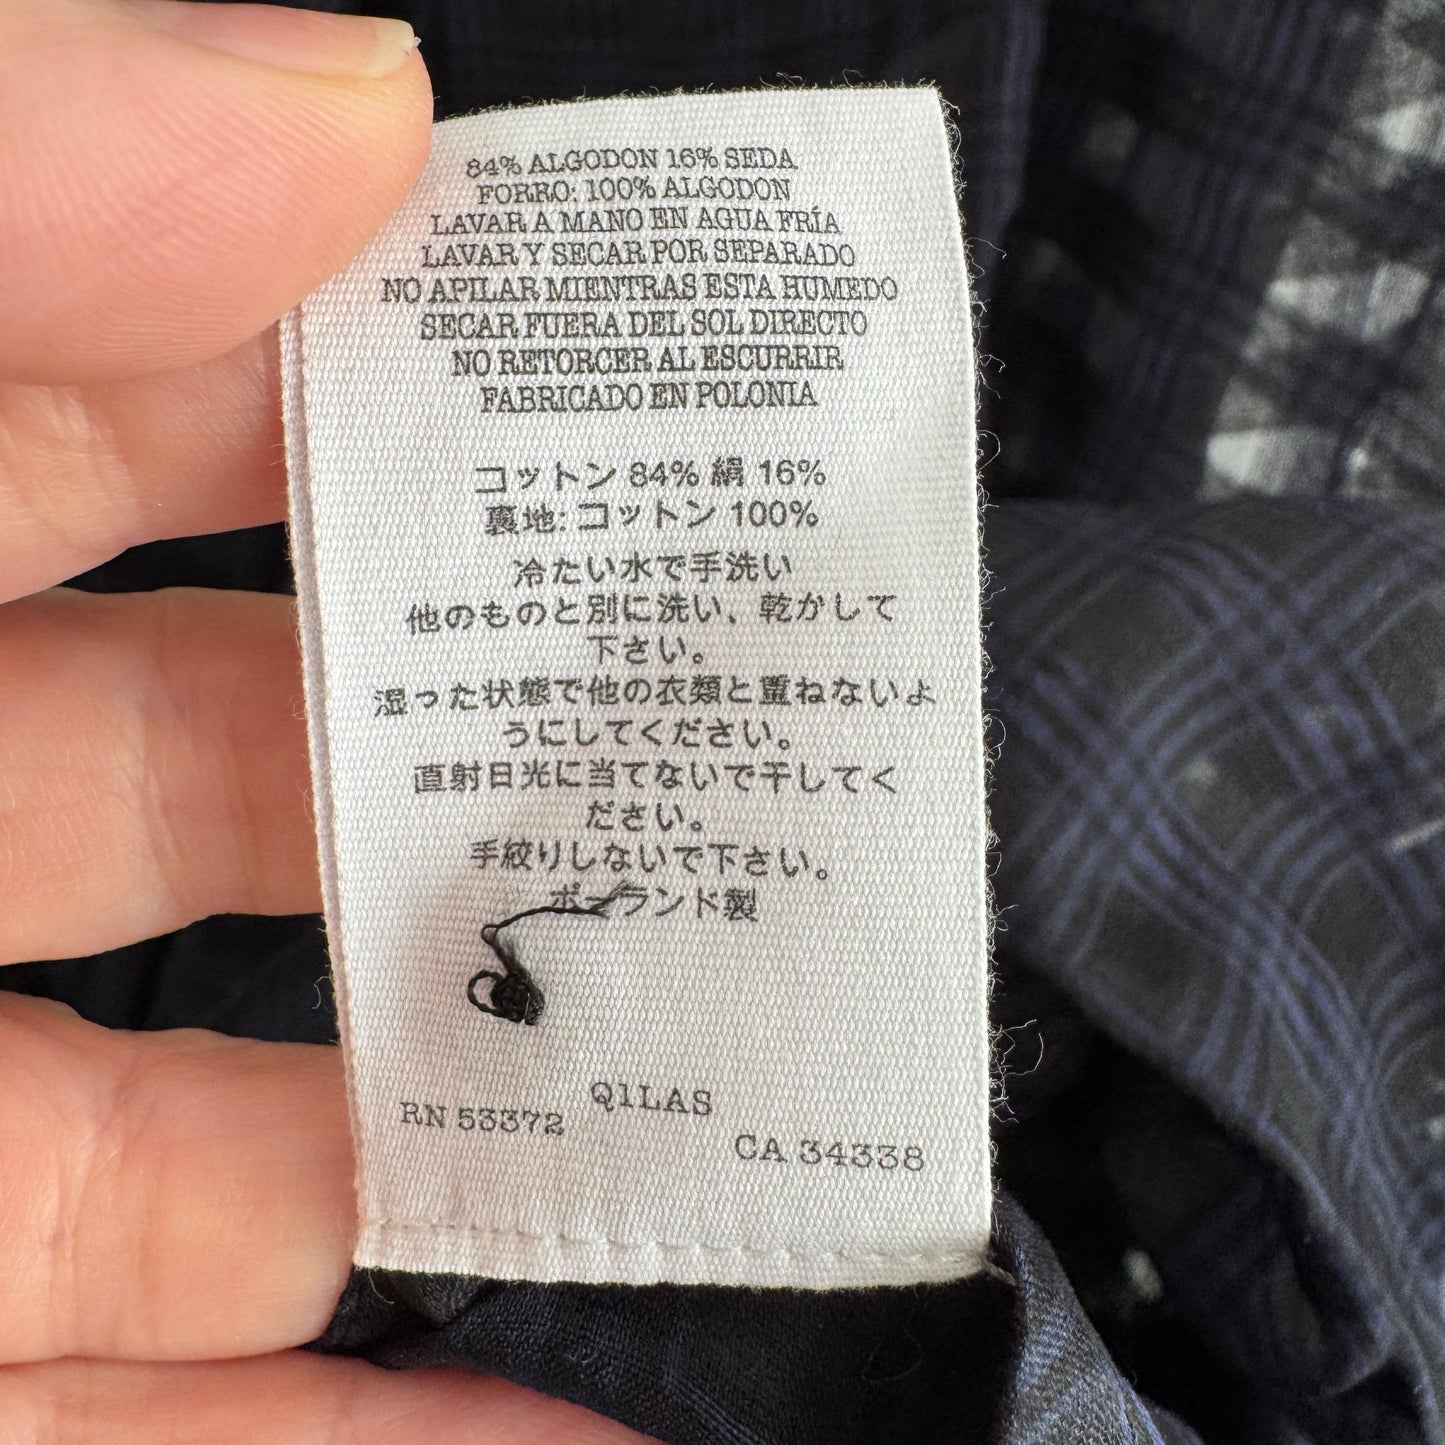 84% ALGODON 16% SEDA
FORRO: 100% ALGODON
LAVAR A MANO EN AGUA FRÍA
LAVAR Y SECAR POR SEPARADO
NO APILAR MIENTRAS ESTA HUMEDO
SECAR FUERA DEL SOL DIRECTO
NO RETORCER AL ESCURRIR
FABRICADO EN POLONIA
コットン 84% 絹 16%
裏地: コットン 100%
冷たい水で手洗い
他のものと別に洗い、乾かして
下さい。
湿った状態で他の衣類と重ねないよ
うにしてください。
直射日光に当てないで干してく
ださい。
手絞りしないで下さい。
ポーランド製
Q1LAS
RN 53372
CA 34338